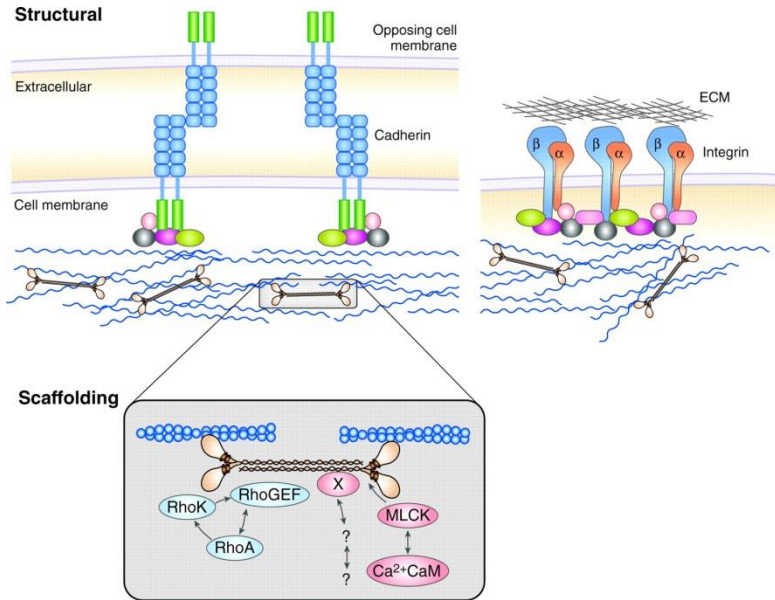 Structural
Opposing cell
membrane
Extracellular
Cadherin
Cell membrane
ECM
β
α
β
α
β
α
Integrin
Scaffolding
RhoK
RhoGEF
RhoA
X
MLCK
?
?
Ca²⁺CaM